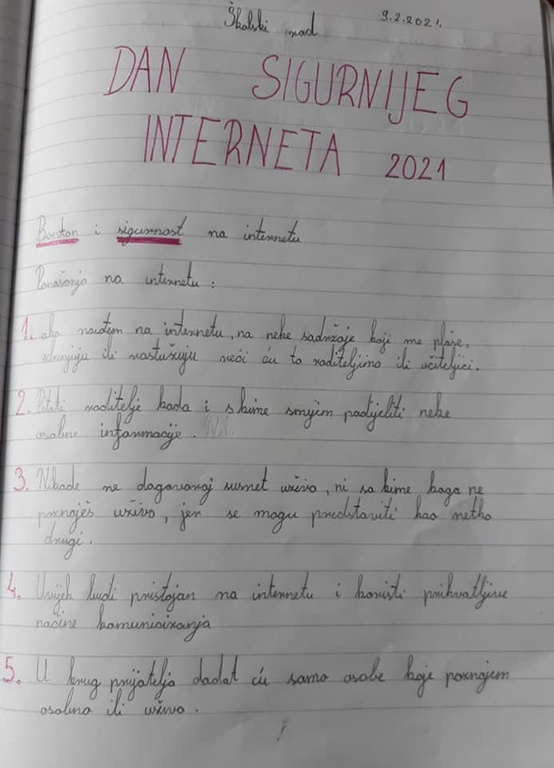 Školski rad 9.2.2021.
DAN SIGURNIJEG
INTERNETA 2021
Bonton i sigurnost na internetu
Ponašanje na internetu :
1. ako naiđem na internetu, na neke sadržaje koji me plaše,
zbunjuju ili rastužuju reći ću to roditeljima ili učiteljici.
2. Pitati roditelje kada i s kime smijem podijeliti neke
osobne informacije.
3. Nikada ne dogovaraj susret uživo, ni sa kime koga ne
poznaješ uživo, jer se mogu predstaviti kao netko
drugi.
4. Uvijek budi pristojan na internetu i koristi prihvatljive
načine komuniciranja
5. U krug prijatelja dodat ću samo osobe koje poznajem
osobno ili uživo.